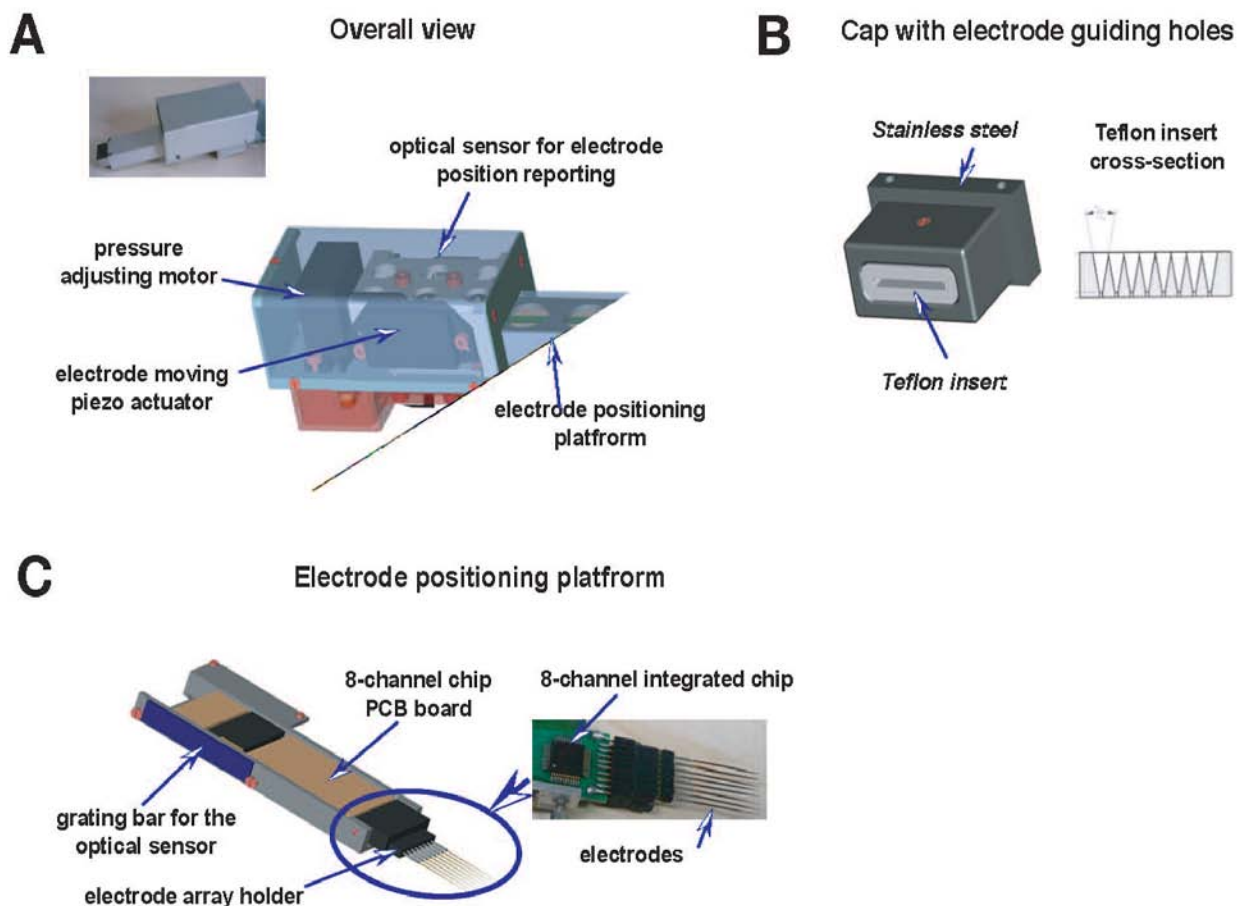 A
Overall view
optical sensor for electrode
position reporting
pressure
adjusting motor
electrode moving
piezo actuator
electrode positioning
platfrorm
B
Cap with electrode guiding holes
Stainless steel
Teflon insert
cross-section
Teflon insert
C
Electrode positioning platfrorm
8-channel chip
PCB board
8-channel integrated chip
grating bar for the
optical sensor
electrode array holder
electrodes